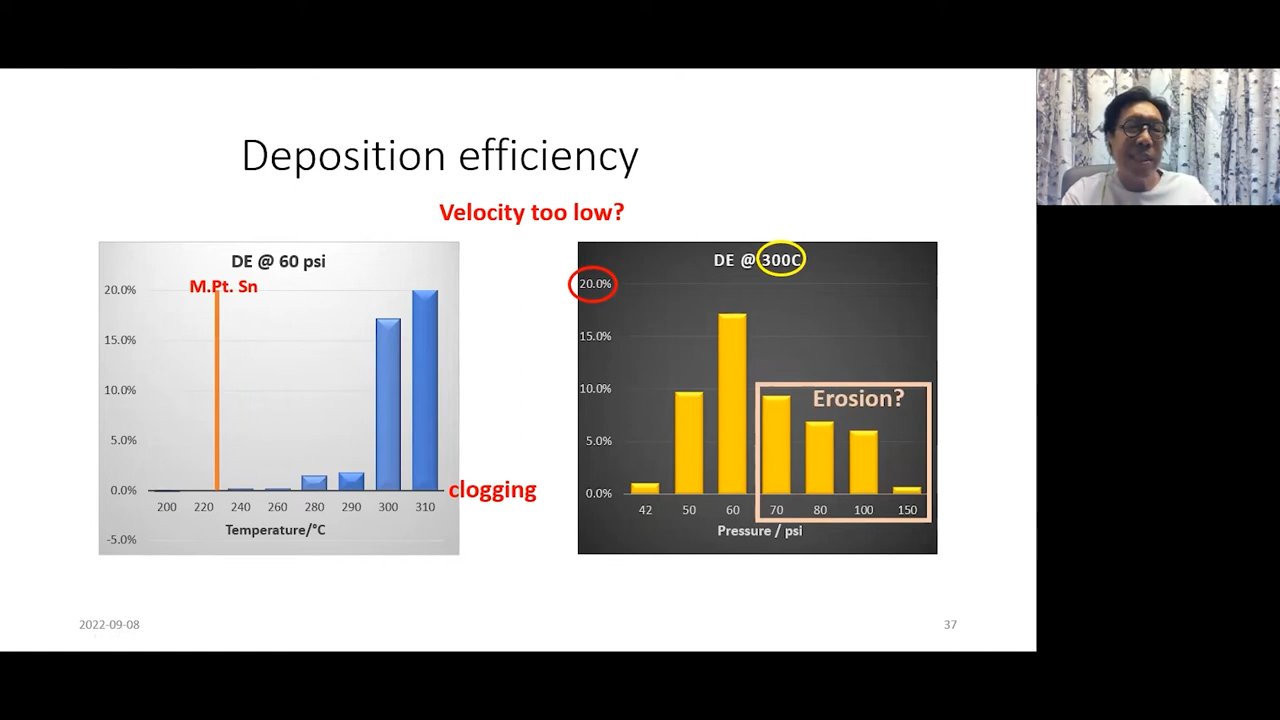 Deposition efficiency
Velocity too low?
DE @ 60 psi
M.Pt. Sn
20.0%
15.0%
10.0%
5.0%
0.0%
-5.0%
200 220 240 260 280 290 300 310
Temperature/°C
clogging
DE @ 300C
20.0%
15.0%
10.0%
5.0%
0.0%
Erosion?
42 50 60 70 80 100 150
Pressure / psi
2022-09-08
37